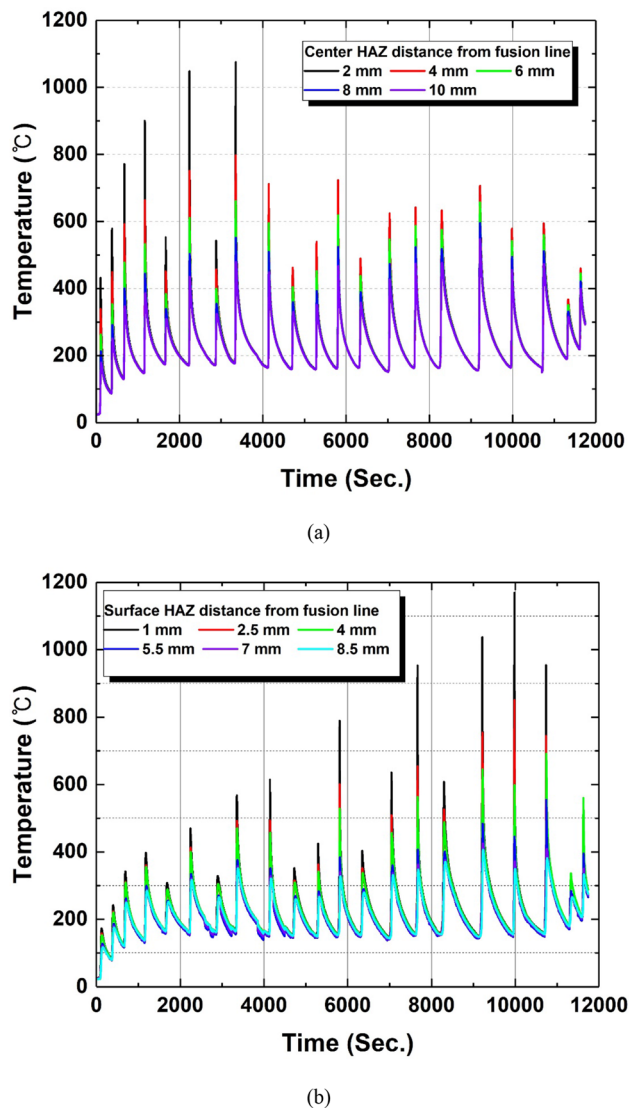 1200
1000
800
600
400
200
0
Temperature (℃)
Center HAZ distance from fusion line
2 mm 4 mm 6 mm
8 mm 10 mm
0 2000 4000 6000 8000 10000 12000
Time (Sec.)
(a)
1200
1000
800
600
400
200
0
Temperature (℃)
Surface HAZ distance from fusion line
1 mm 2.5 mm 4 mm
5.5 mm 7 mm 8.5 mm
0 2000 4000 6000 8000 10000 12000
Time (Sec.)
(b)